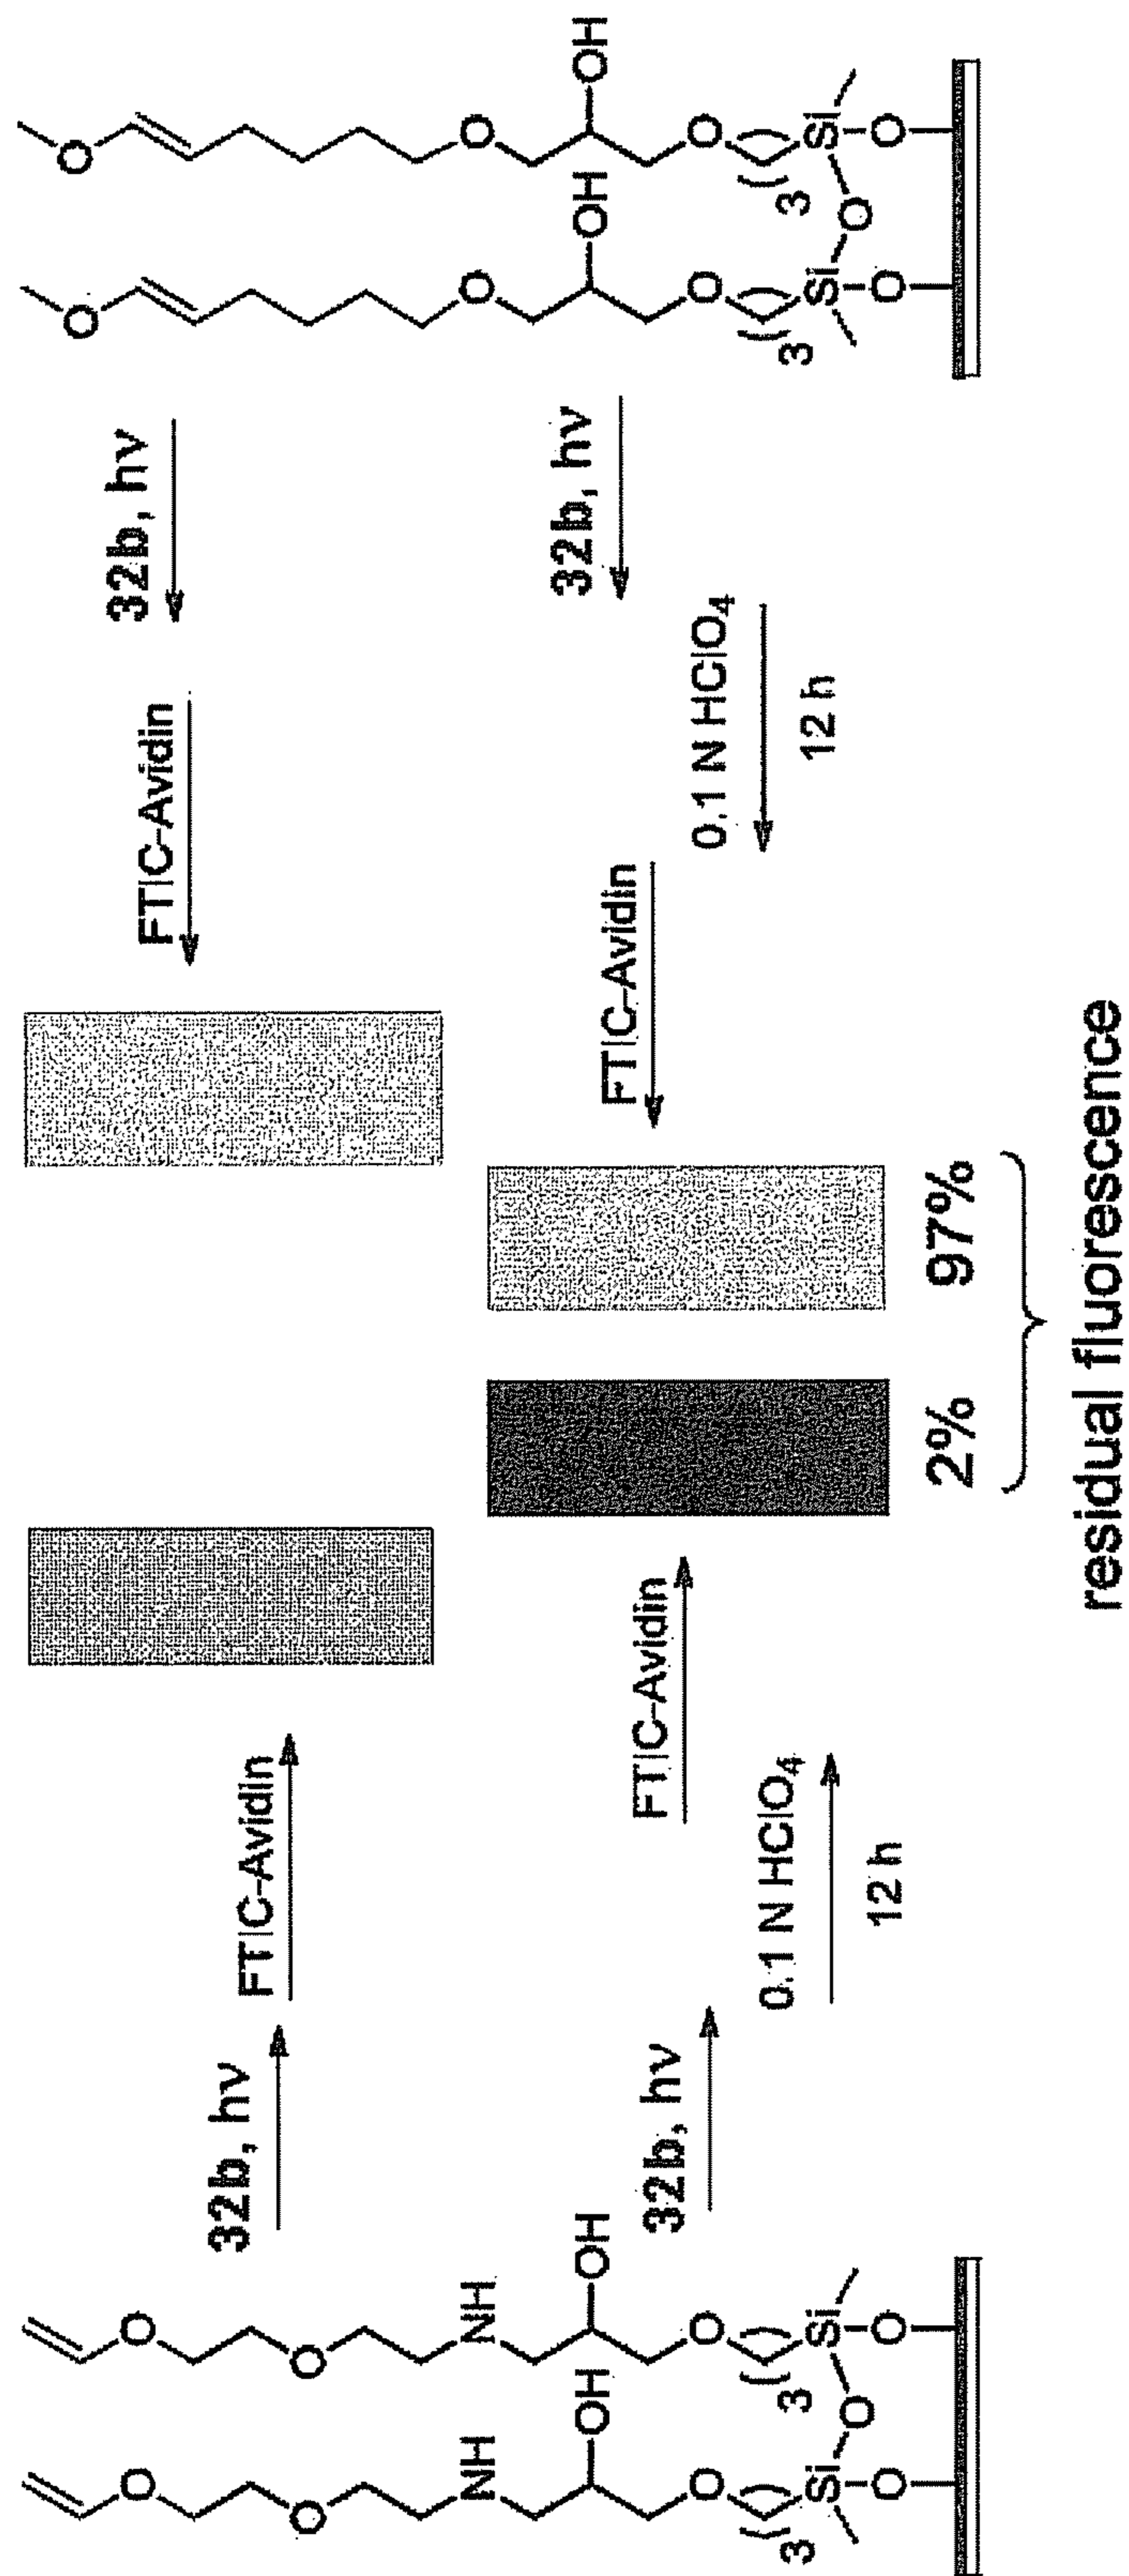 32b, hν
FTIC-Avidin
FTIC-Avidin
32b, hν
32b, hν
0.1 N HClO4
12 h
FTIC-Avidin
FTIC-Avidin
0.1 N HClO4
12 h
32b, hν
2%
97%
residual fluorescence
O
O
NH
OH
O
3
Si
O
O
O
O
NH
OH
O
3
Si
O
O
O
OH
O
3
Si
O
O
O
O
OH
O
3
Si
O